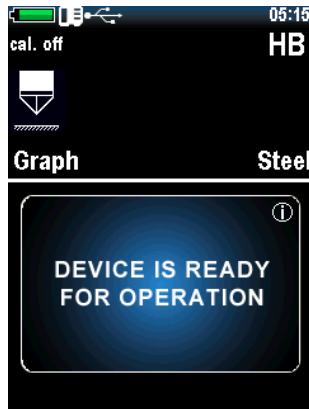 05:15
cal. off
HB
Graph
Steel
DEVICE IS READY
FOR OPERATION